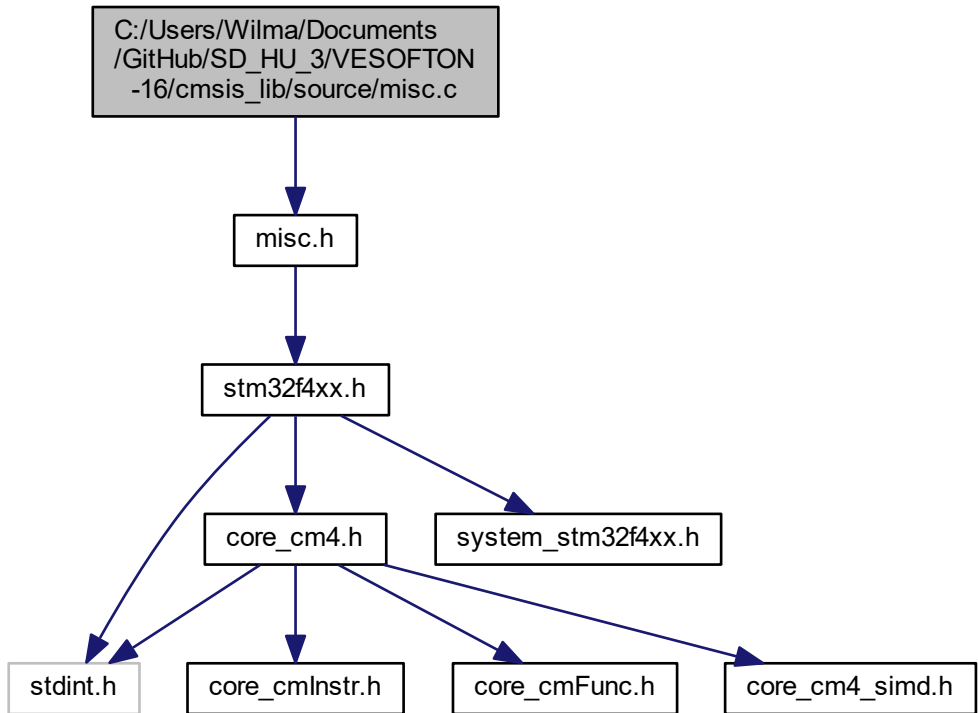 C:/Users/Wilma/Documents
/GitHub/SD_HU_3/VESOFTON
-16/cmsis_lib/source/misc.c
misc.h
stm32f4xx.h
core_cm4.h
system_stm32f4xx.h
stdint.h
core_cmInstr.h
core_cmFunc.h
core_cm4_simd.h